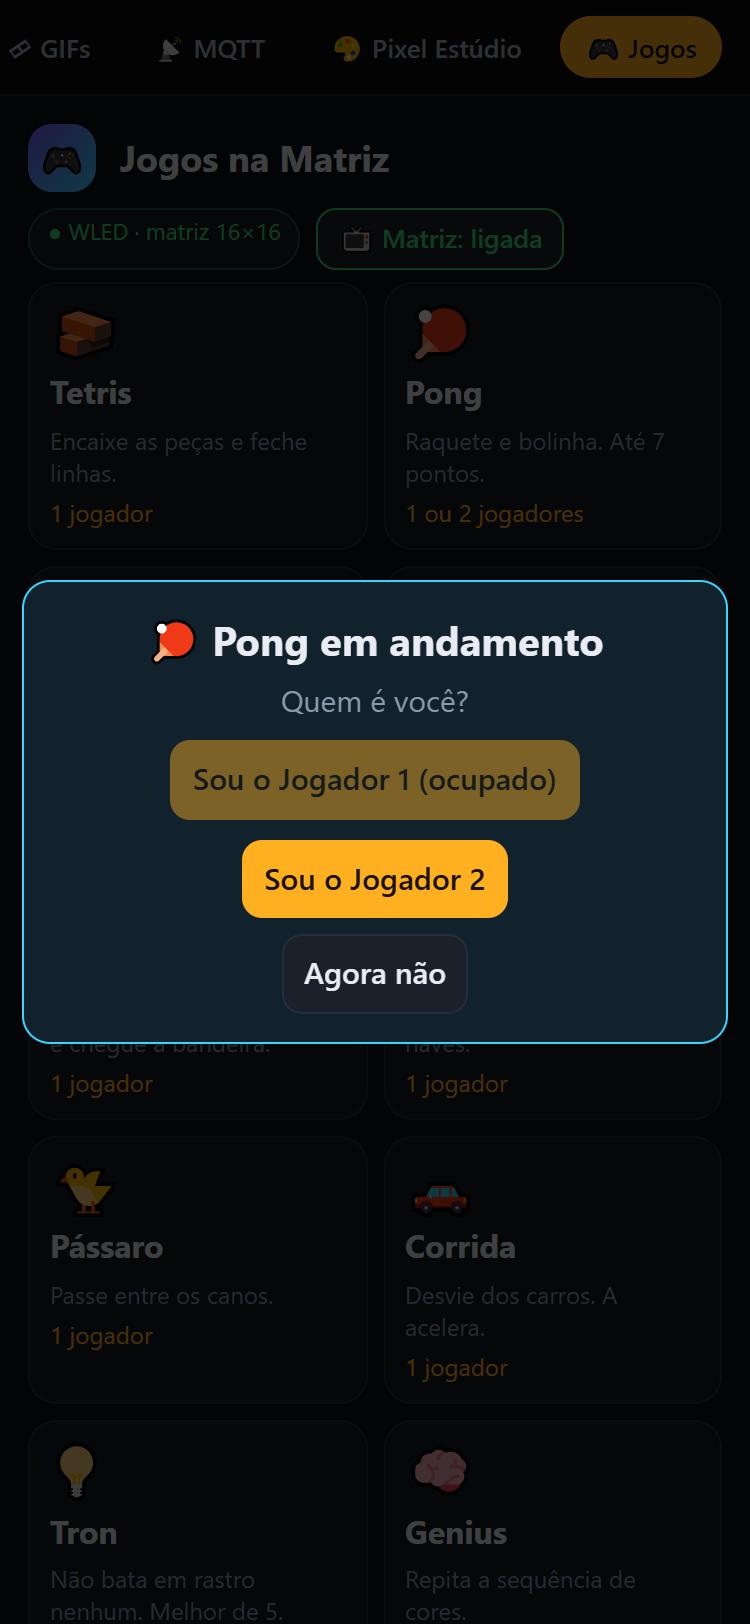 GIFs
MQTT
Pixel Estúdio
Jogos
Jogos na Matriz
WLED · matriz 16×16
Matriz: ligada
Tetris
Encaixe as peças e feche
linhas.
1 jogador
Pong
Raquete e bolinha. Até 7
pontos.
1 ou 2 jogadores
Pong em andamento
Quem é você?
Sou o Jogador 1 (ocupado)
Sou o Jogador 2
Agora não
e chegue à bandeira.
1 jogador
naves.
1 jogador
Pássaro
Passe entre os canos.
1 jogador
Corrida
Desvie dos carros. A
acelera.
1 jogador
Tron
Não bata em rastro
nenhum. Melhor de 5.
Genius
Repita a sequência de
cores.